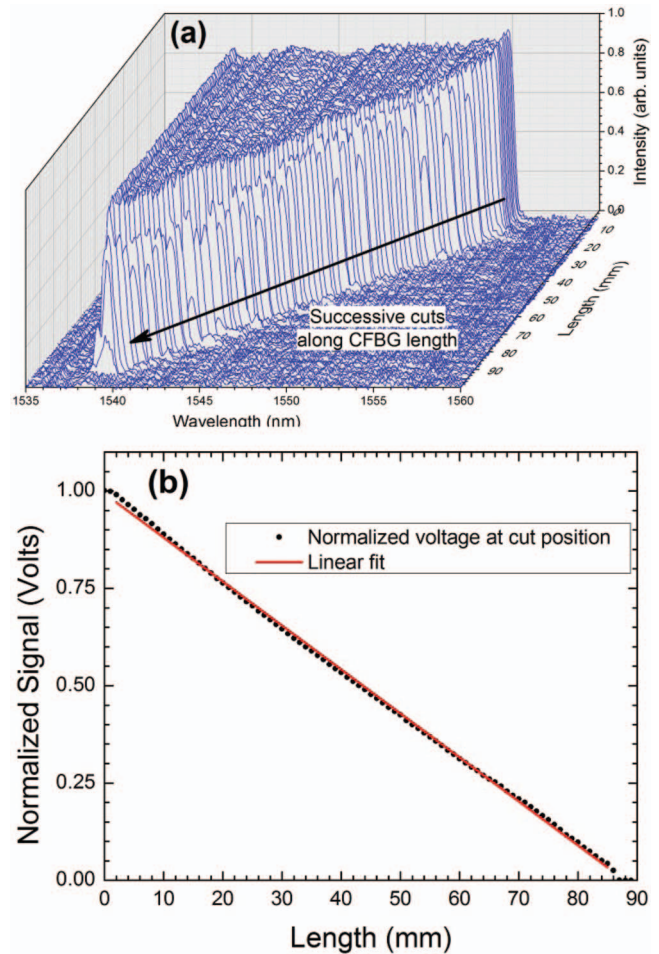 (a)
1.0
0.8
0.6
0.4
0.2
0.0
Intensity (arb. units)
0
10
20
30
40
50
60
70
80
90
Length (mm)
Successive cuts
along CFBG length
1535
1540
1545
1550
1555
1560
Wavelength (nm)
(b)
1.00
0.75
0.50
0.25
0.00
Normalized Signal (Volts)
Normalized voltage at cut position
Linear fit
0 10 20 30 40 50 60 70 80 90
Length (mm)